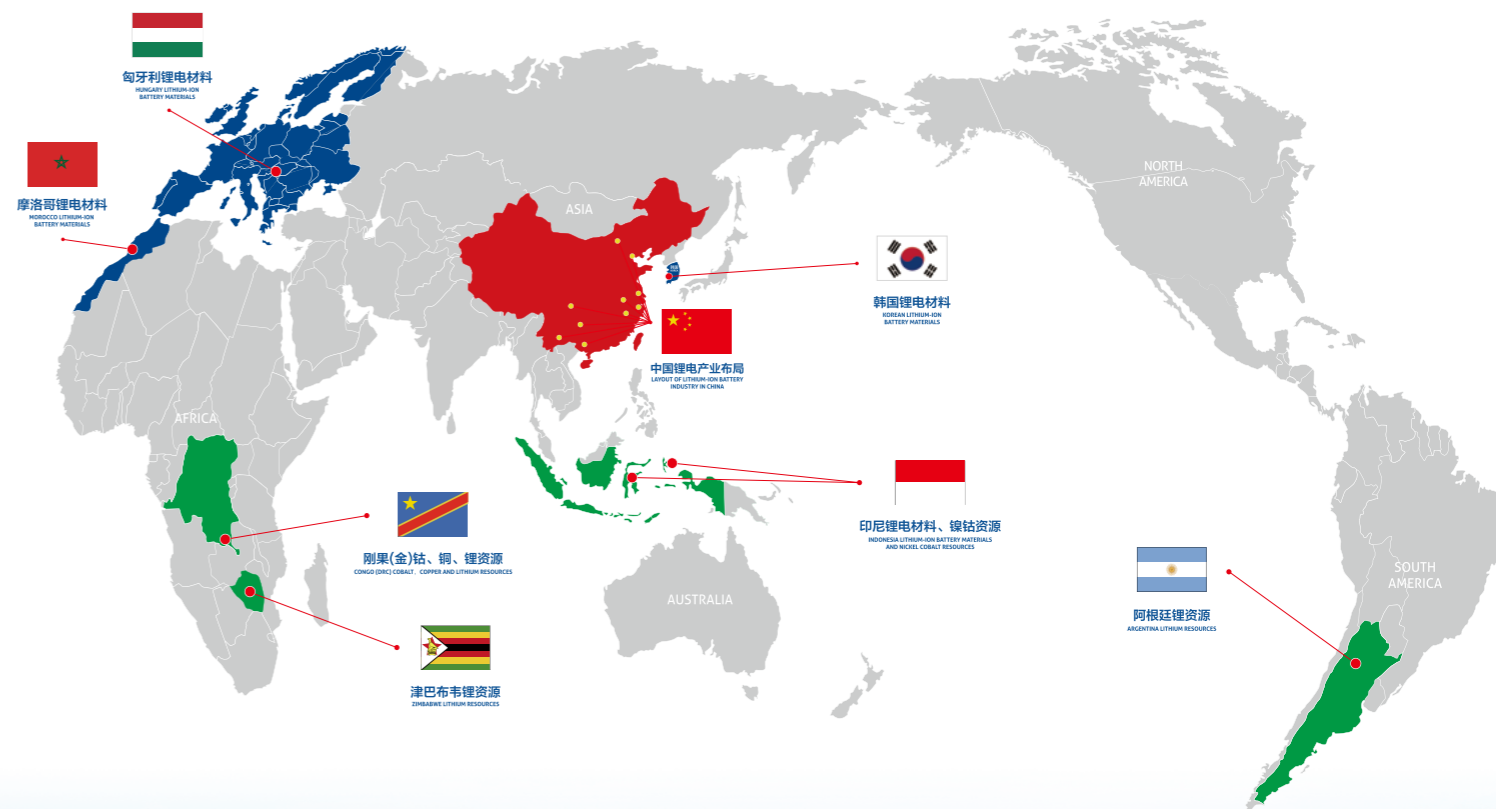 匈牙利锂电材料
HUNGARY LITHIUM-ION
BATTERY MATERIALS
摩洛哥锂电材料
MOROCCO LITHIUM-ION
BATTERY MATERIALS
ASIA
NORTH
AMERICA
韩国锂电材料
KOREAN LITHIUM-ION
BATTERY MATERIALS
中国锂电产业布局
LAYOUT OF LITHIUM-ION BATTERY
INDUSTRY IN CHINA
AFRICA
印尼锂电材料、镍钴资源
INDONESIA LITHIUM-ION BATTERY MATERIALS
AND NICKEL COBALT RESOURCES
刚果(金)钴、铜、锂资源
CONGO (DRC) COBALT、COPPER AND LITHIUM RESOURCES
AUSTRALIA
SOUTH
AMERICA
阿根廷锂资源
ARGENTINA LITHIUM RESOURCES
津巴布韦锂资源
ZIMBABWE LITHIUM RESOURCES